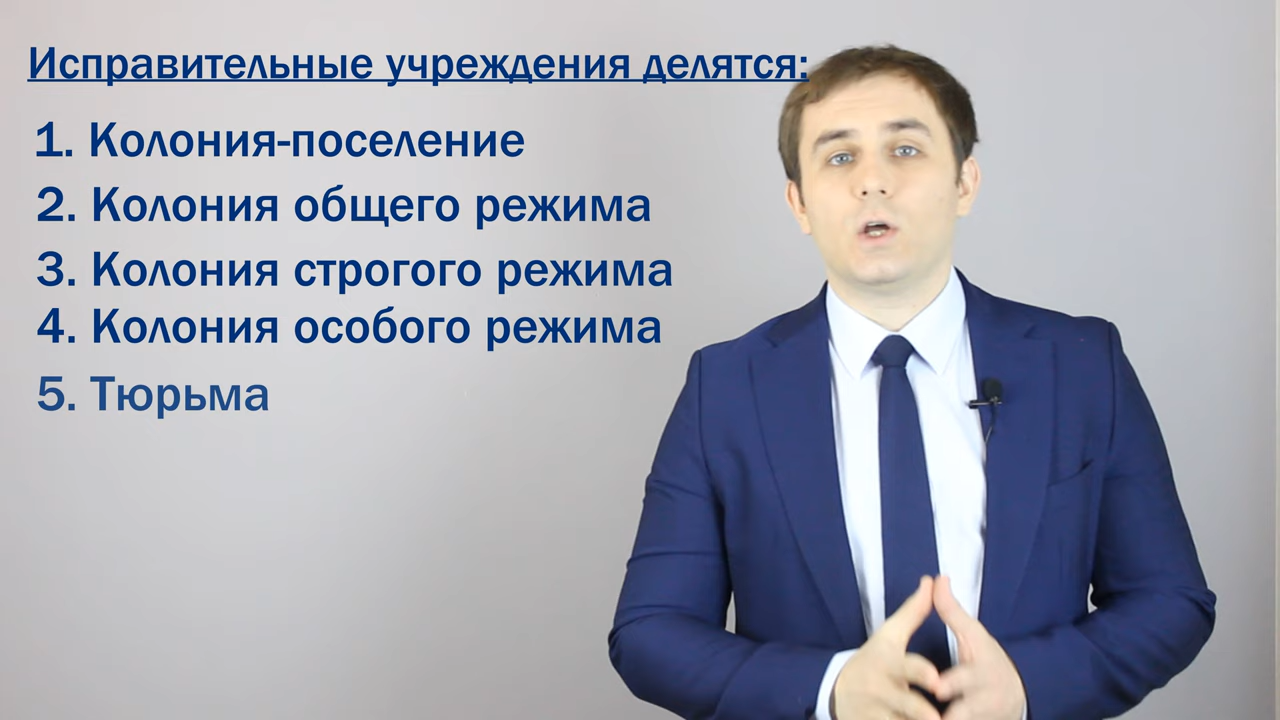 Исправительные учреждения делятся:
1. Колония-поселение
2. Колония общего режима
3. Колония строгого режима
4. Колония особого режима
5. Тюрьма